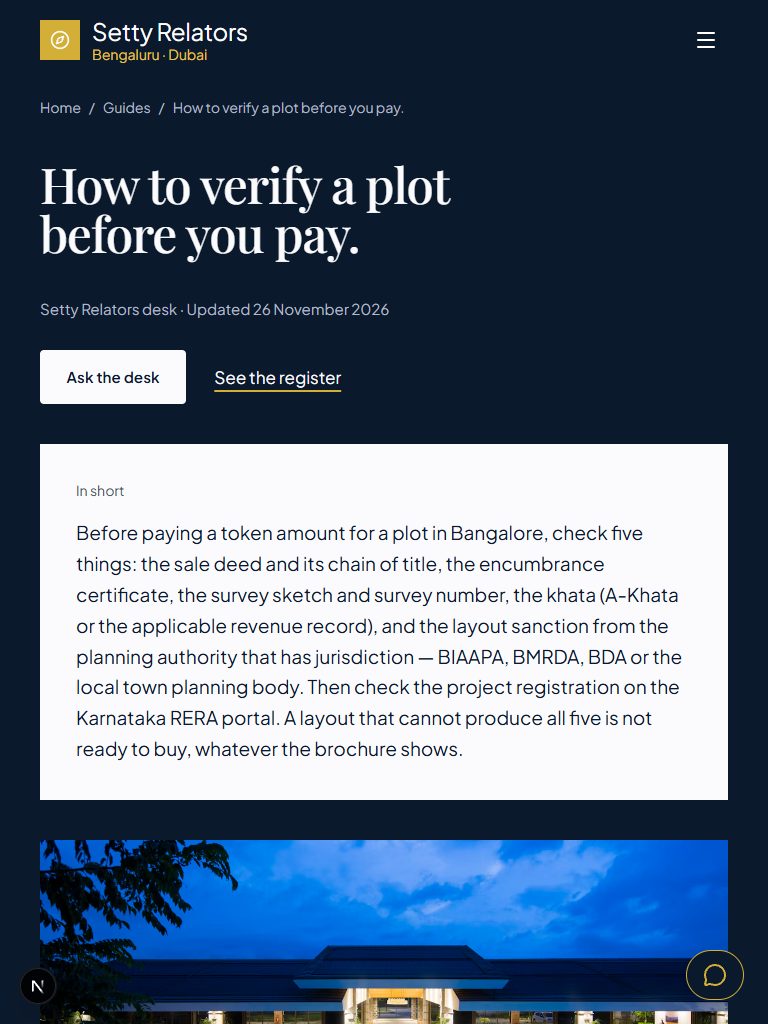 Setty Relators
Bengaluru · Dubai
Home / Guides / How to verify a plot before you pay.
How to verify a plot
before you pay.
Setty Relators desk · Updated 26 November 2026
Ask the desk
See the register
In short
Before paying a token amount for a plot in Bangalore, check five
things: the sale deed and its chain of title, the encumbrance
certificate, the survey sketch and survey number, the khata (A-Khata
or the applicable revenue record), and the layout sanction from the
planning authority that has jurisdiction — BIAAPA, BMRDA, BDA or the
local town planning body. Then check the project registration on the
Karnataka RERA portal. A layout that cannot produce all five is not
ready to buy, whatever the brochure shows.
N